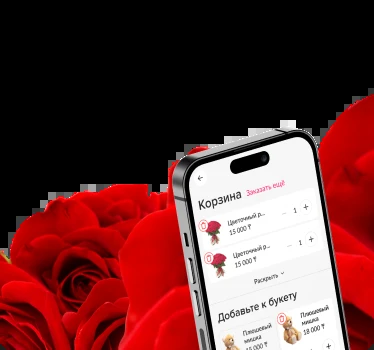 ←
Корзина Заказать ещё
Цветочный р...
15 000 ₸
− 1 +
Цветочный р...
15 000 ₸
− 1 +
Раскрыть
Добавьте к букету
Плюшевый
мишка
15 000 ₸
Плюшевый
мишка
18 000 ₸